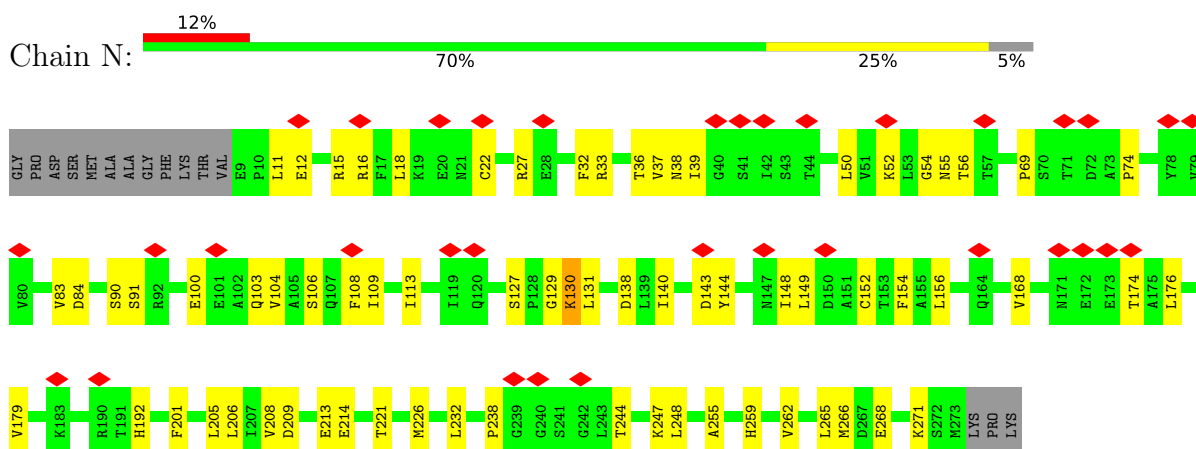 12%
Chain N:
70% 25% 5%
GLY PRO ASP SER MET ALA ALA GLY PHE LYS THR VAL E9 P10 L11 E12 R15 R16 F17 L18 K19 E20 N21 C22 R27 E28 F32 R33 T36 V37 N38 I39 G40 S41 I42 S43 T44 L50 V51 K52 L53 G54 N55 T56 T57 P69 S70 T71 D72 A73 P74 Y78 V79
V80 V83 D84 S90 S91 R92 E100 E101 A102 Q103 V104 A105 S106 Q107 F108 I109 I113 I119 Q120 S127 P128 G129 K130 L131 D138 L139 I140 D143 Y144 N147 I148 L149 D150 A151 C152 T153 F154 A155 L156 Q164 V168 N171 E172 E173 T174 A175 L176
V179 K183 R190 T191 H192 F201 L205 L206 I207 V208 D209 E213 E214 T221 M226 L232 P238 G239 G240 S241 G242 L243 T244 K247 L248 A255 H259 V262 L265 M266 D267 E268 K271 S272 M273 LYS PRO LYS